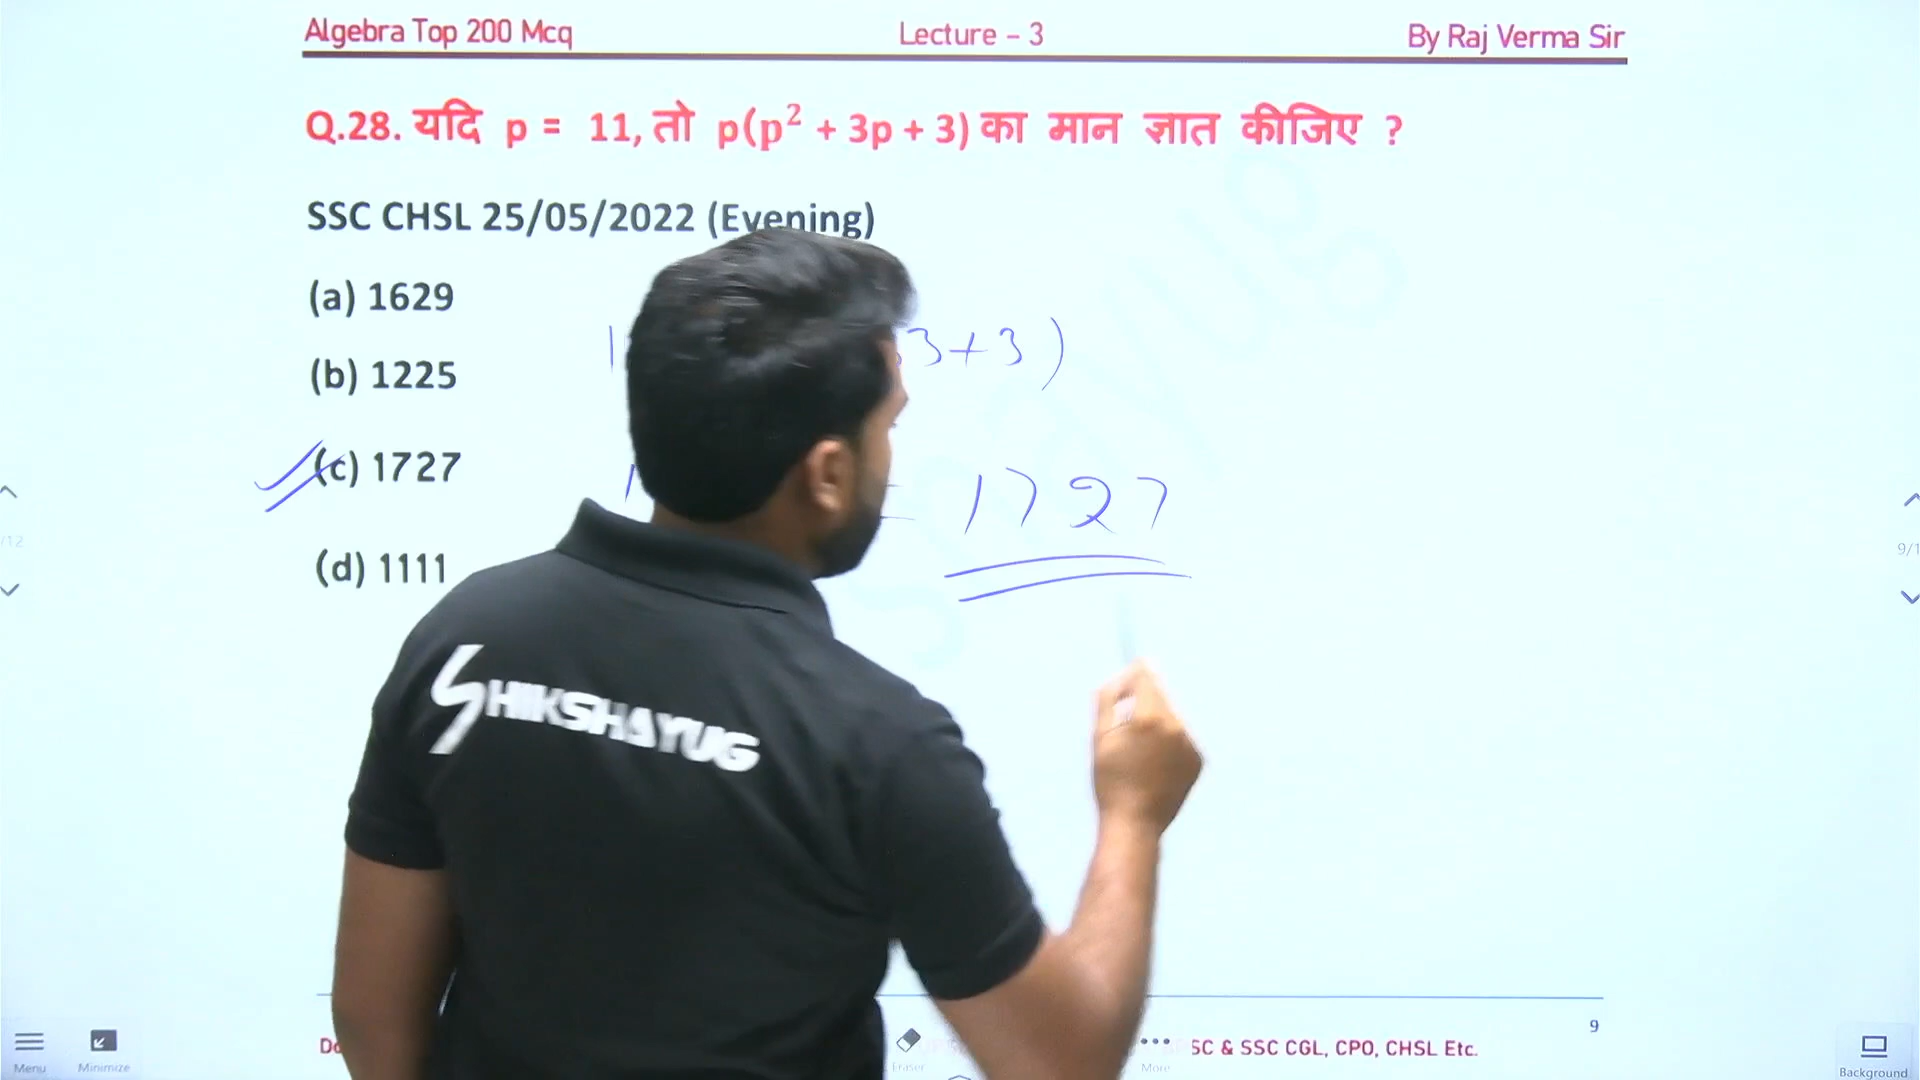 Algebra Top 200 Mcq Lecture – 3 By Raj Verma Sir
Q.28. यदि p = 11, तो p(p² + 3p + 3) का मान ज्ञात कीजिए ?
SSC CHSL 25/05/2022 (Evening)
(a) 1629
3+3)
(b) 1225
(c) 1727
= 1727
(d) 1111
SHIKSHAYUG
9
SC & SSC CGL, CPO, CHSL Etc.
Menu Minimize Eraser More Background